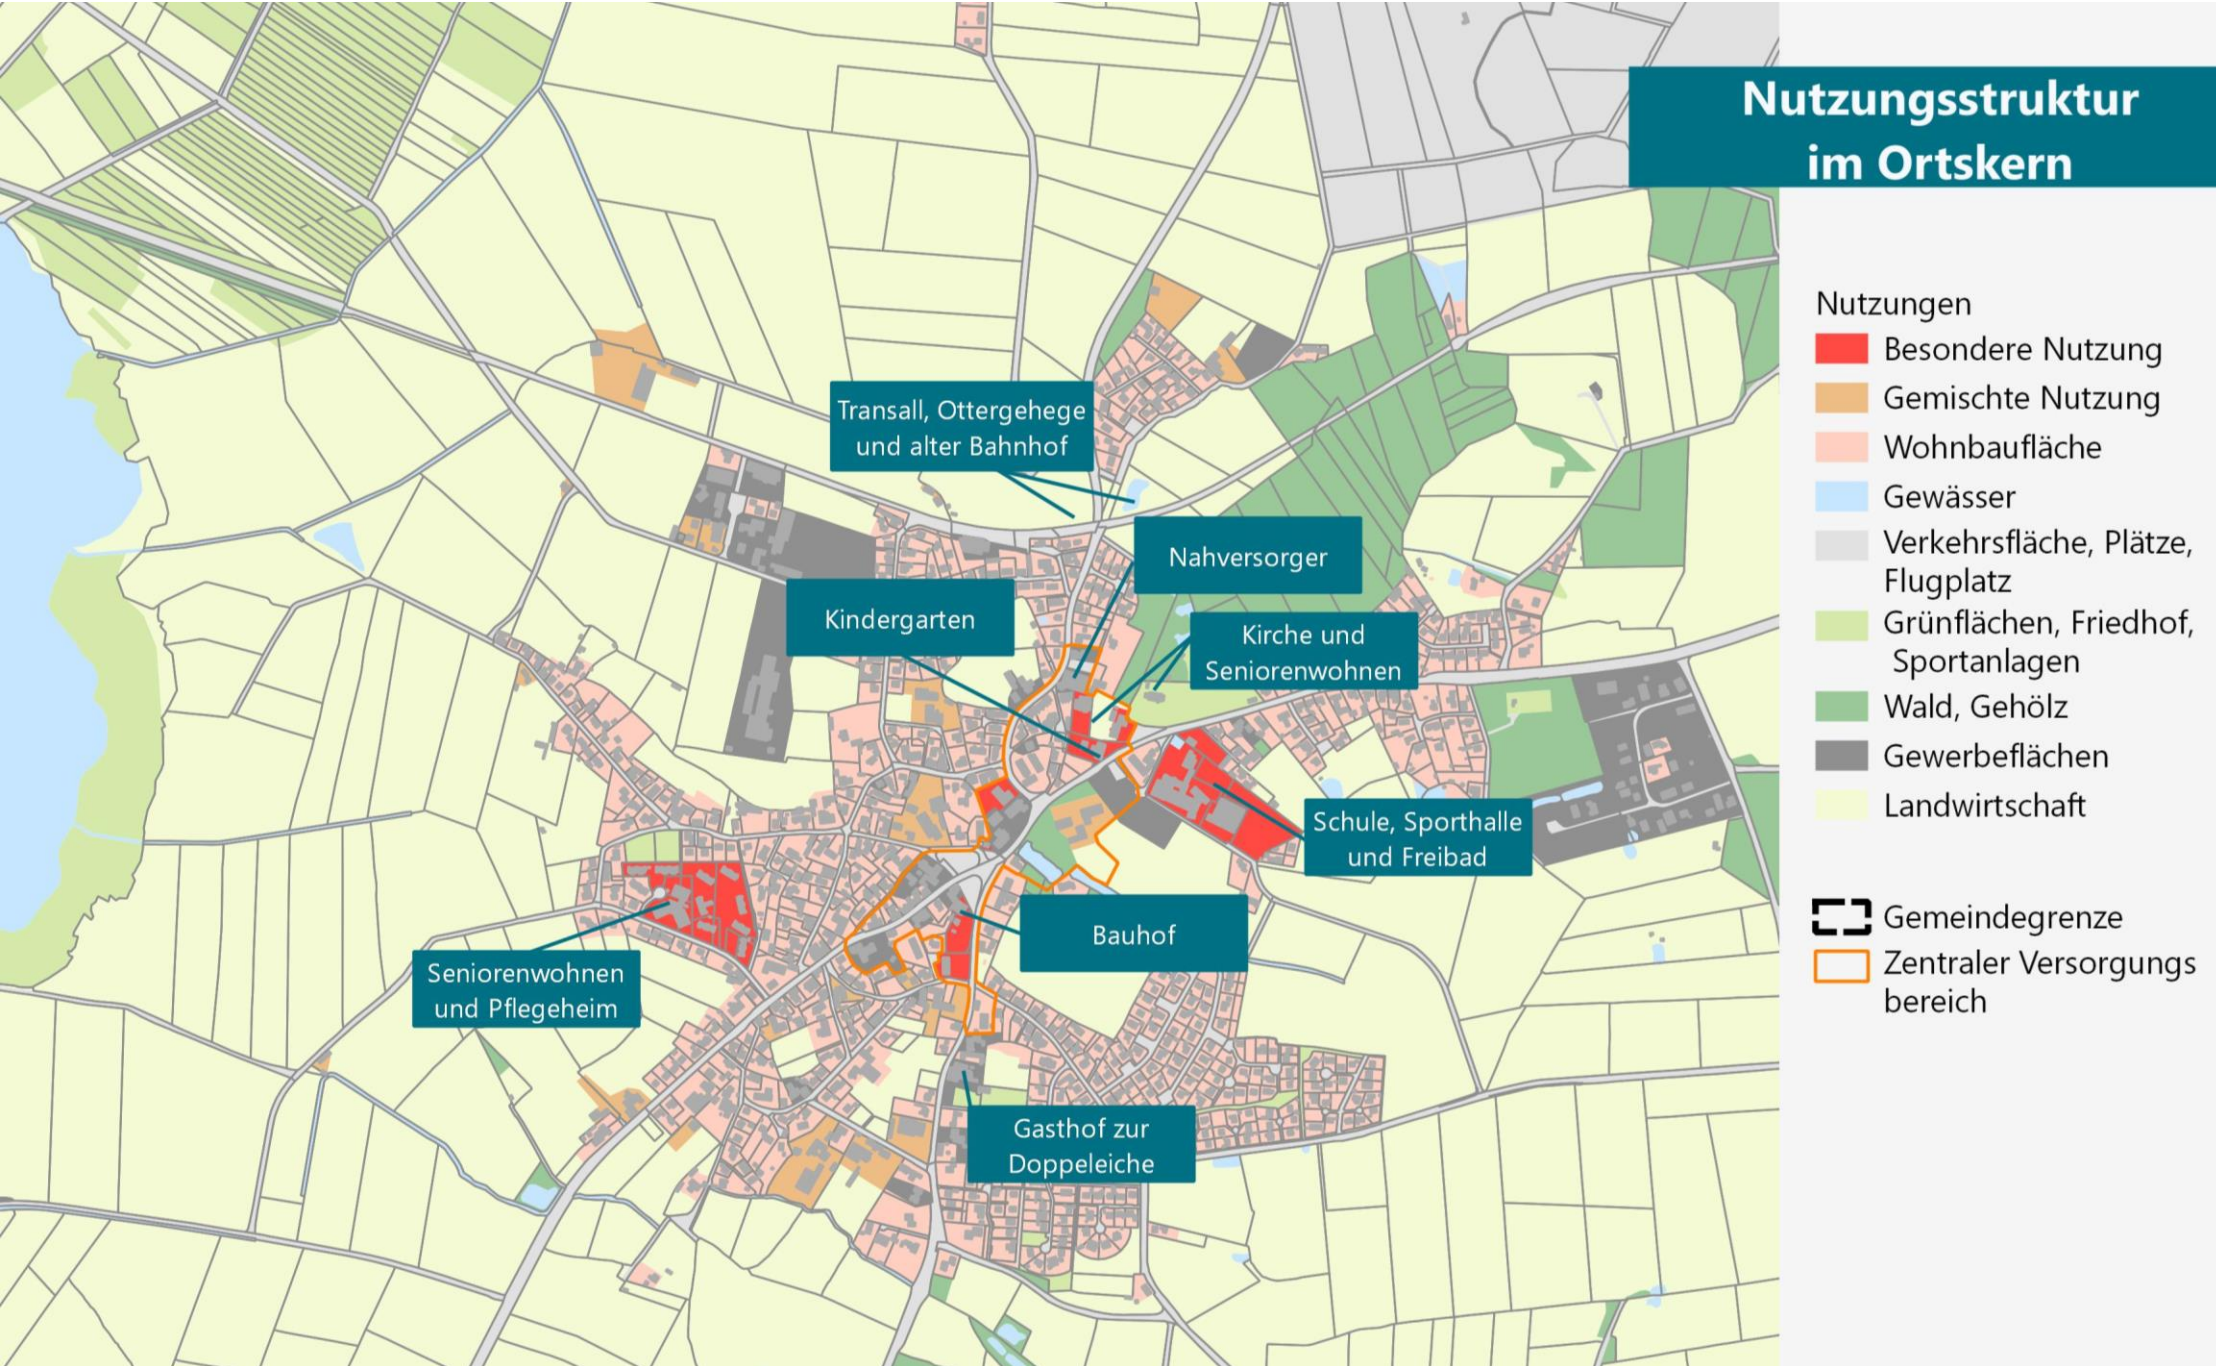 Nutzungsstruktur
im Ortskern
Transall, Ottergehege
und alter Bahnhof
Nahversorger
Kindergarten
Kirche und
Seniorenwohnen
Schule, Sporthalle
und Freibad
Bauhof
Seniorenwohnen
und Pflegeheim
Gasthof zur
Doppeleiche
Nutzungen
Besondere Nutzung
Gemischte Nutzung
Wohnbaufläche
Gewässer
Verkehrsfläche, Plätze,
Flugplatz
Grünflächen, Friedhof,
Sportanlagen
Wald, Gehölz
Gewerbeflächen
Landwirtschaft
Gemeindegrenze
Zentraler Versorgungs
bereich